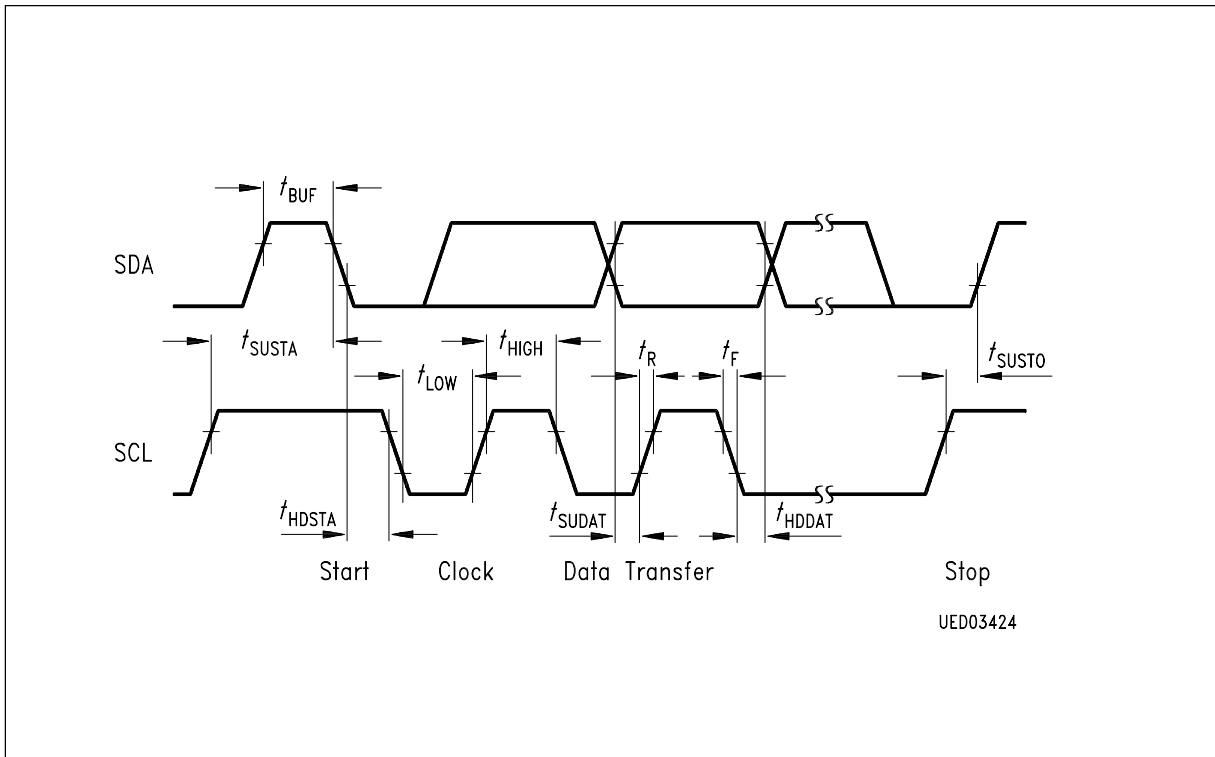 tBUF
SDA
tSUSTA
tHIGH
tR
tF
tSUSTO
tLOW
SCL
tHDSTA
tSUDAT
tHDDAT
Start
Clock
Data Transfer
Stop
UED03424